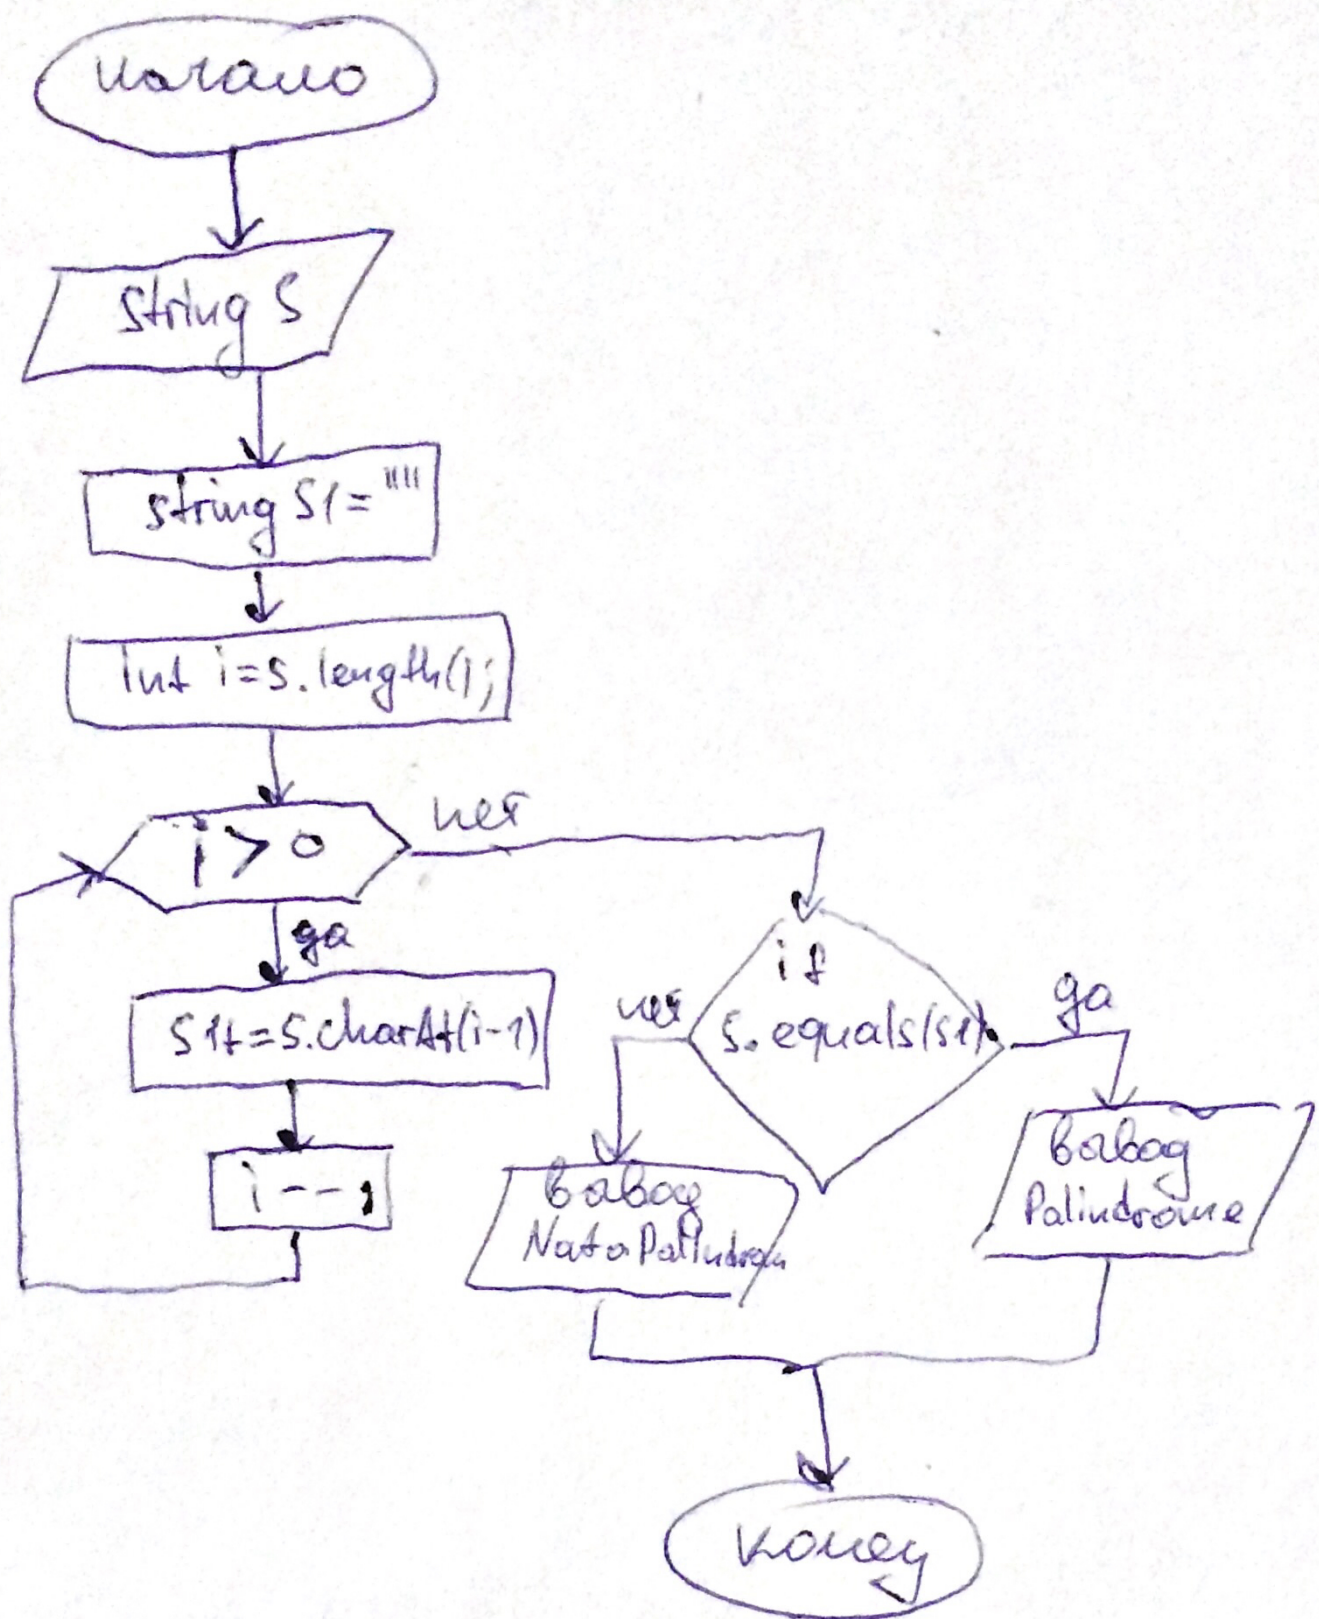 начало
String S
string S1=""
int i=s.length();
i>0
нет
да
S1+=S.charAt(i-1)
i--;
if
S.equals(S1)
нет
да
вывод
Not a Palindrom
вывод
Palindrome
конец